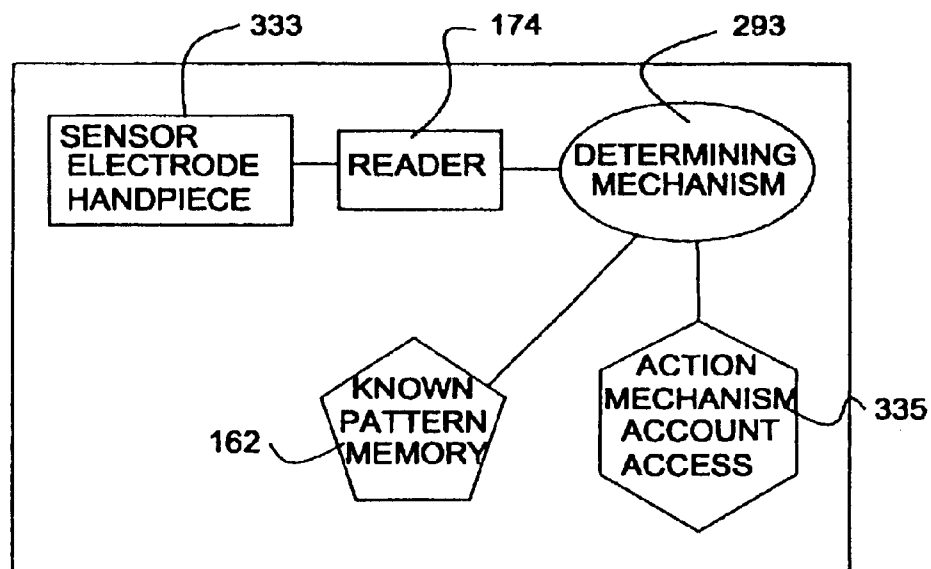 333
174
293
SENSOR
ELECTRODE
HANDPIECE
READER
DETERMINING
MECHANISM
KNOWN
PATTERN
MEMORY
162
ACTION
MECHANISM
ACCOUNT
ACCESS
335